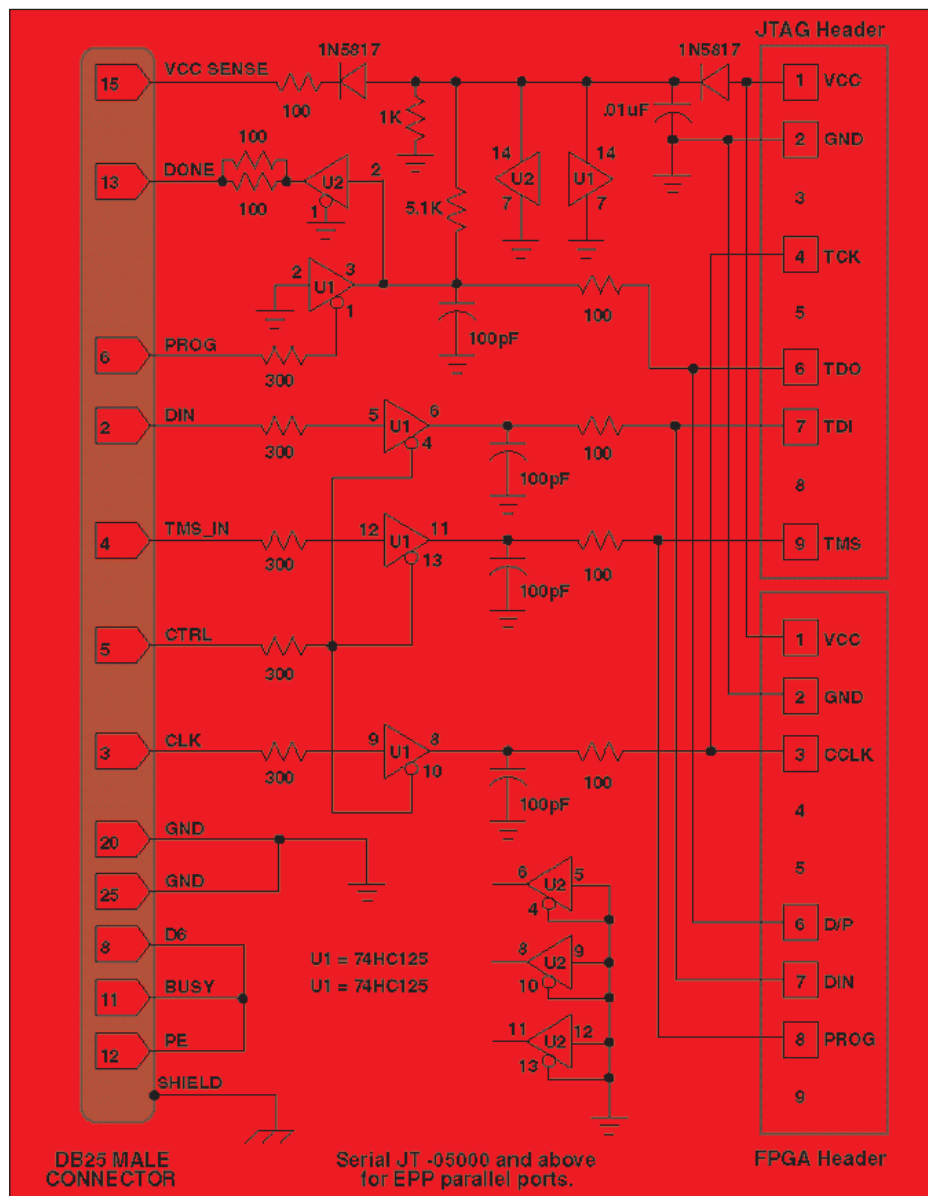 JTAG Header
1N5817
1N5817
15
VCC SENSE
100
1K
.01uF
1
VCC
2
GND
100
13
DONE
U2
2
1
100
5.1K
14
U2
7
14
U1
7
3
4
TCK
2
U1
3
1
100
5
100pF
6
PROG
300
6
TDO
2
DIN
300
5
U1
6
4
100
7
TDI
100pF
8
4
TMS_IN
300
12
U1
11
13
100
9
TMS
100pF
5
CTRL
300
1
VCC
2
GND
3
CLK
300
9
U1
8
10
100
3
CCLK
100pF
4
20
GND
25
GND
6
U2
5
4
5
8
D6
6
D/P
U1 = 74HC125
U1 = 74HC125
8
U2
9
10
7
DIN
11
BUSY
12
PE
11
U2
12
13
8
PROG
SHIELD
9
DB25 MALE
CONNECTOR
Serial JT -05000 and above
for EPP parallel ports.
FPGA Header